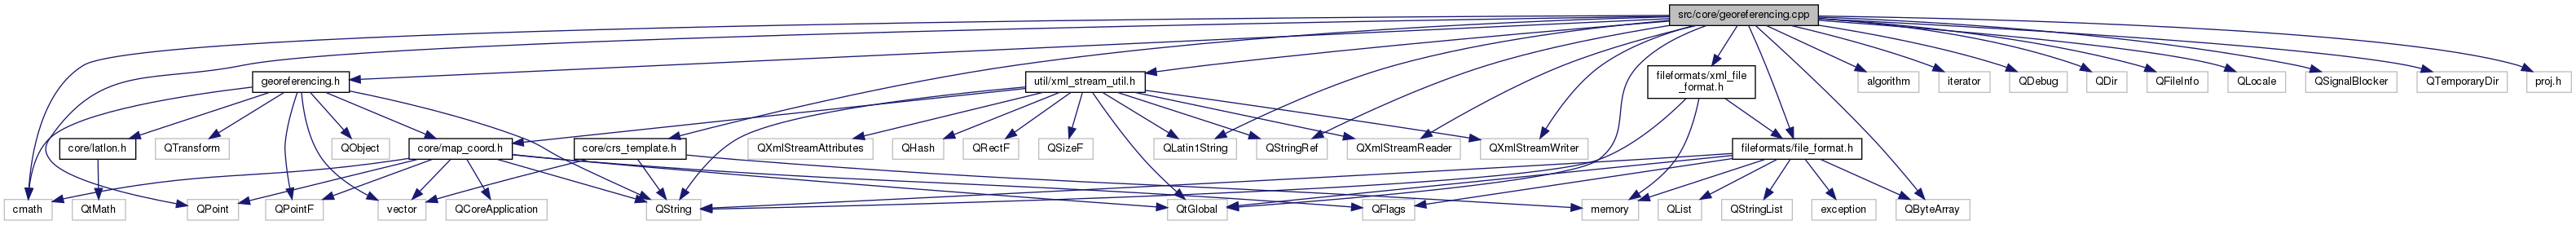 src/core/georeferencing.cpp
georeferencing.h
util/xml_stream_util.h
fileformats/xml_file
_format.h
algorithm
iterator
QDebug
QDir
QFileInfo
QLocale
QSignalBlocker
QTemporaryDir
proj.h
core/latlon.h
QTransform
QObject
core/map_coord.h
core/crs_template.h
QXmlStreamAttributes
QHash
QRectF
QSizeF
QLatin1String
QStringRef
QXmlStreamReader
QXmlStreamWriter
fileformats/file_format.h
cmath
QtMath
QPoint
QPointF
vector
QCoreApplication
QString
QtGlobal
QFlags
memory
QList
QStringList
exception
QByteArray